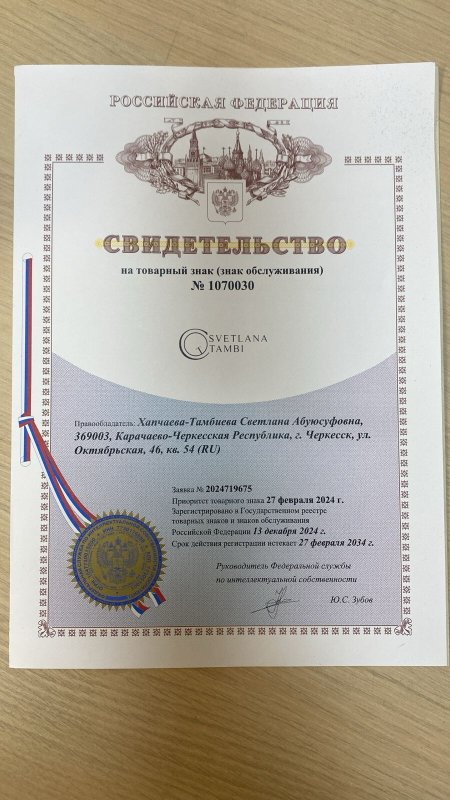 РОССИЙСКАЯ ФЕДЕРАЦИЯ
СВИДЕТЕЛЬСТВО
на товарный знак (знак обслуживания)
№ 1070030
SVETLANA
TAMBI
Правообладатель: Хапчаева-Тамбиева Светлана Абуюсуфовна,
369003, Карачаево-Черкесская Республика, г. Черкесск, ул.
Октябрьская, 46, кв. 54 (RU)
Заявка № 2024719675
Приоритет товарного знака 27 февраля 2024 г.
Зарегистрировано в Государственном реестре
товарных знаков и знаков обслуживания
Российской Федерации 13 декабря 2024 г.
Срок действия регистрации истекает 27 февраля 2034 г.
Руководитель Федеральной службы
по интеллектуальной собственности
Ю.С. Зубов